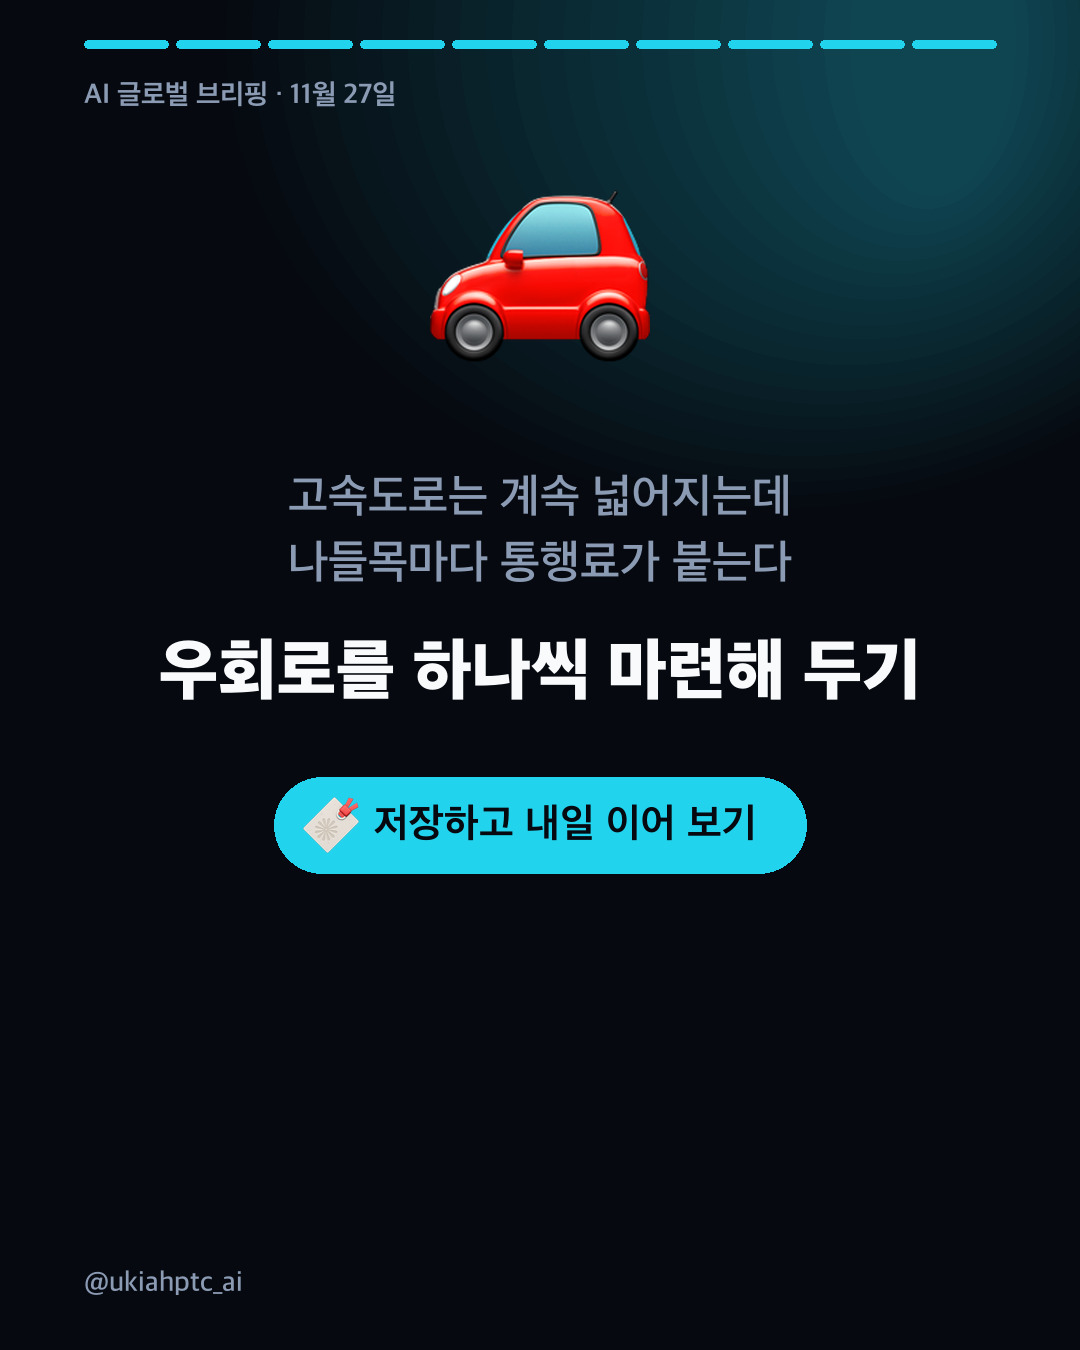 AI 글로벌 브리핑 · 11월 27일
고속도로는 계속 넓어지는데
나들목마다 통행료가 붙는다
우회로를 하나씩 마련해 두기
저장하고 내일 이어 보기
@ukiahptc_ai